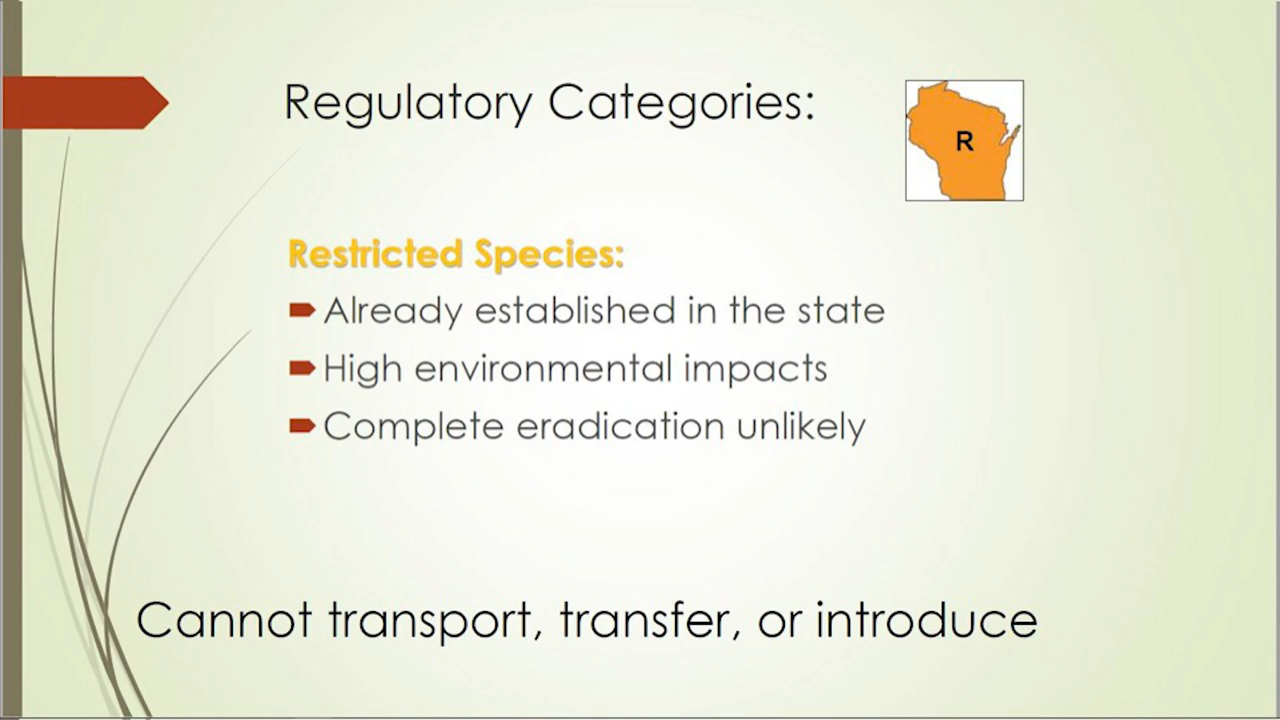 Regulatory Categories:
R
Restricted Species:
Already established in the state
High environmental impacts
Complete eradication unlikely
Cannot transport, transfer, or introduce